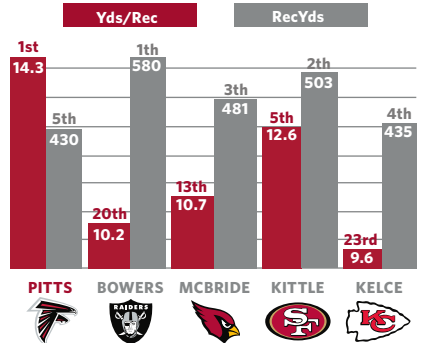 Yds/Rec RecYds
1st 1th
14.3 580
2th
503
3th
481
5th 5th 4th
430 12.6 435
13th
10.7
20th
10.2
23rd
9.6
PITTS BOWERS MCBRIDE KITTLE KELCE
RAIDERS SF KC